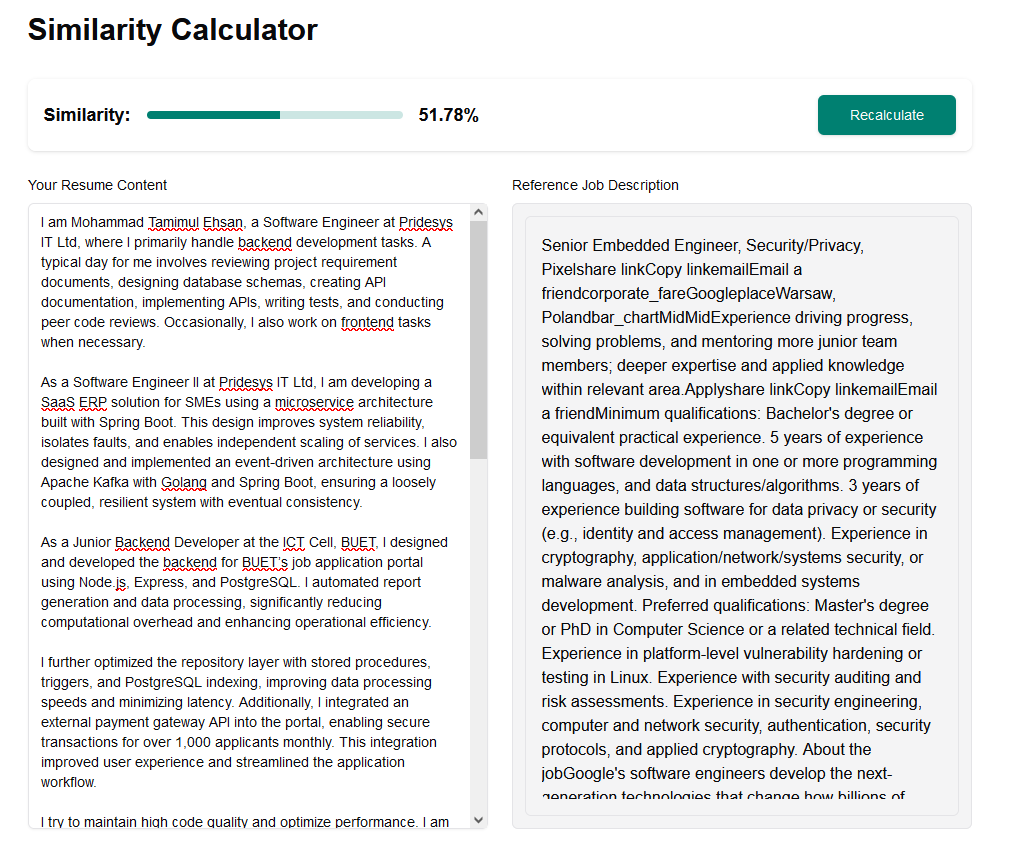 Similarity Calculator
Similarity:
51.78%
Recalculate
Your Resume Content
I am Mohammad Tamimul Ehsan, a Software Engineer at Pridesys
IT Ltd, where I primarily handle backend development tasks. A
typical day for me involves reviewing project requirement
documents, designing database schemas, creating API
documentation, implementing APIs, writing tests, and conducting
peer code reviews. Occasionally, I also work on frontend tasks
when necessary.
As a Software Engineer II at Pridesys IT Ltd, I am developing a
SaaS ERP solution for SMEs using a microservice architecture
built with Spring Boot. This design improves system reliability,
isolates faults, and enables independent scaling of services. I also
designed and implemented an event-driven architecture using
Apache Kafka with Golang and Spring Boot, ensuring a loosely
coupled, resilient system with eventual consistency.
As a Junior Backend Developer at the ICT Cell, BUET, I designed
and developed the backend for BUET's job application portal
using Node.js, Express, and PostgreSQL. I automated report
generation and data processing, significantly reducing
computational overhead and enhancing operational efficiency.
I further optimized the repository layer with stored procedures,
triggers, and PostgreSQL indexing, improving data processing
speeds and minimizing latency. Additionally, I integrated an
external payment gateway API into the portal, enabling secure
transactions for over 1,000 applicants monthly. This integration
improved user experience and streamlined the application
workflow.
I try to maintain high code quality and optimize performance. I am
Reference Job Description
Senior Embedded Engineer, Security/Privacy,
Pixelshare linkCopy linkemailEmail a
friendcorporate_fareGoogleplaceWarsaw,
Polandbar_chartMidMidExperience driving progress,
solving problems, and mentoring more junior team
members; deeper expertise and applied knowledge
within relevant area.Applyshare linkCopy linkemailEmail
a friendMinimum qualifications: Bachelor's degree or
equivalent practical experience. 5 years of experience
with software development in one or more programming
languages, and data structures/algorithms. 3 years of
experience building software for data privacy or security
(e.g., identity and access management). Experience in
cryptography, application/network/systems security, or
malware analysis, and in embedded systems
development. Preferred qualifications: Master's degree
or PhD in Computer Science or a related technical field.
Experience in platform-level vulnerability hardening or
testing in Linux. Experience with security auditing and
risk assessments. Experience in security engineering,
computer and network security, authentication, security
protocols, and applied cryptography. About the
jobGoogle's software engineers develop the next-
generation technologies that change how billions of